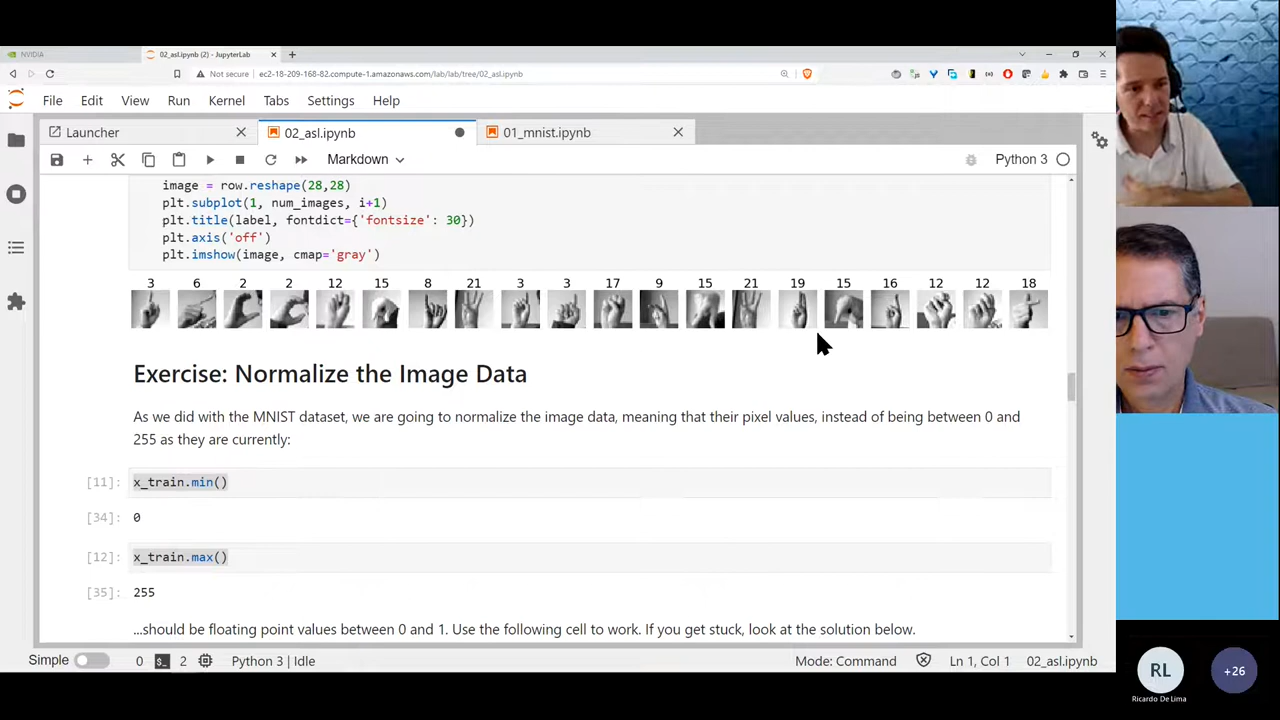 NVIDIA
02_asl.ipynb (2) - JupyterLab
Not secure
ec2-18-209-168-82.compute-1.amazonaws.com/lab/lab/tree/02_asl.ipynb
File Edit View Run Kernel Tabs Settings Help
Launcher
02_asl.ipynb
01_mnist.ipynb
Markdown
Python 3
image = row.reshape(28,28)
plt.subplot(1, num_images, i+1)
plt.title(label, fontdict={'fontsize': 30})
plt.axis('off')
plt.imshow(image, cmap='gray')
3 6 2 2 12 15 8 21 3 3 17 9 15 21 19 15 16 12 12 18
Exercise: Normalize the Image Data
As we did with the MNIST dataset, we are going to normalize the image data, meaning that their pixel values, instead of being between 0 and
255 as they are currently:
[11]: x_train.min()
[34]: 0
[12]: x_train.max()
[35]: 255
...should be floating point values between 0 and 1. Use the following cell to work. If you get stuck, look at the solution below.
Simple 0 2 Python 3 | Idle Mode: Command Ln 1, Col 1 02_asl.ipynb
RL
Ricardo De Lima
+26